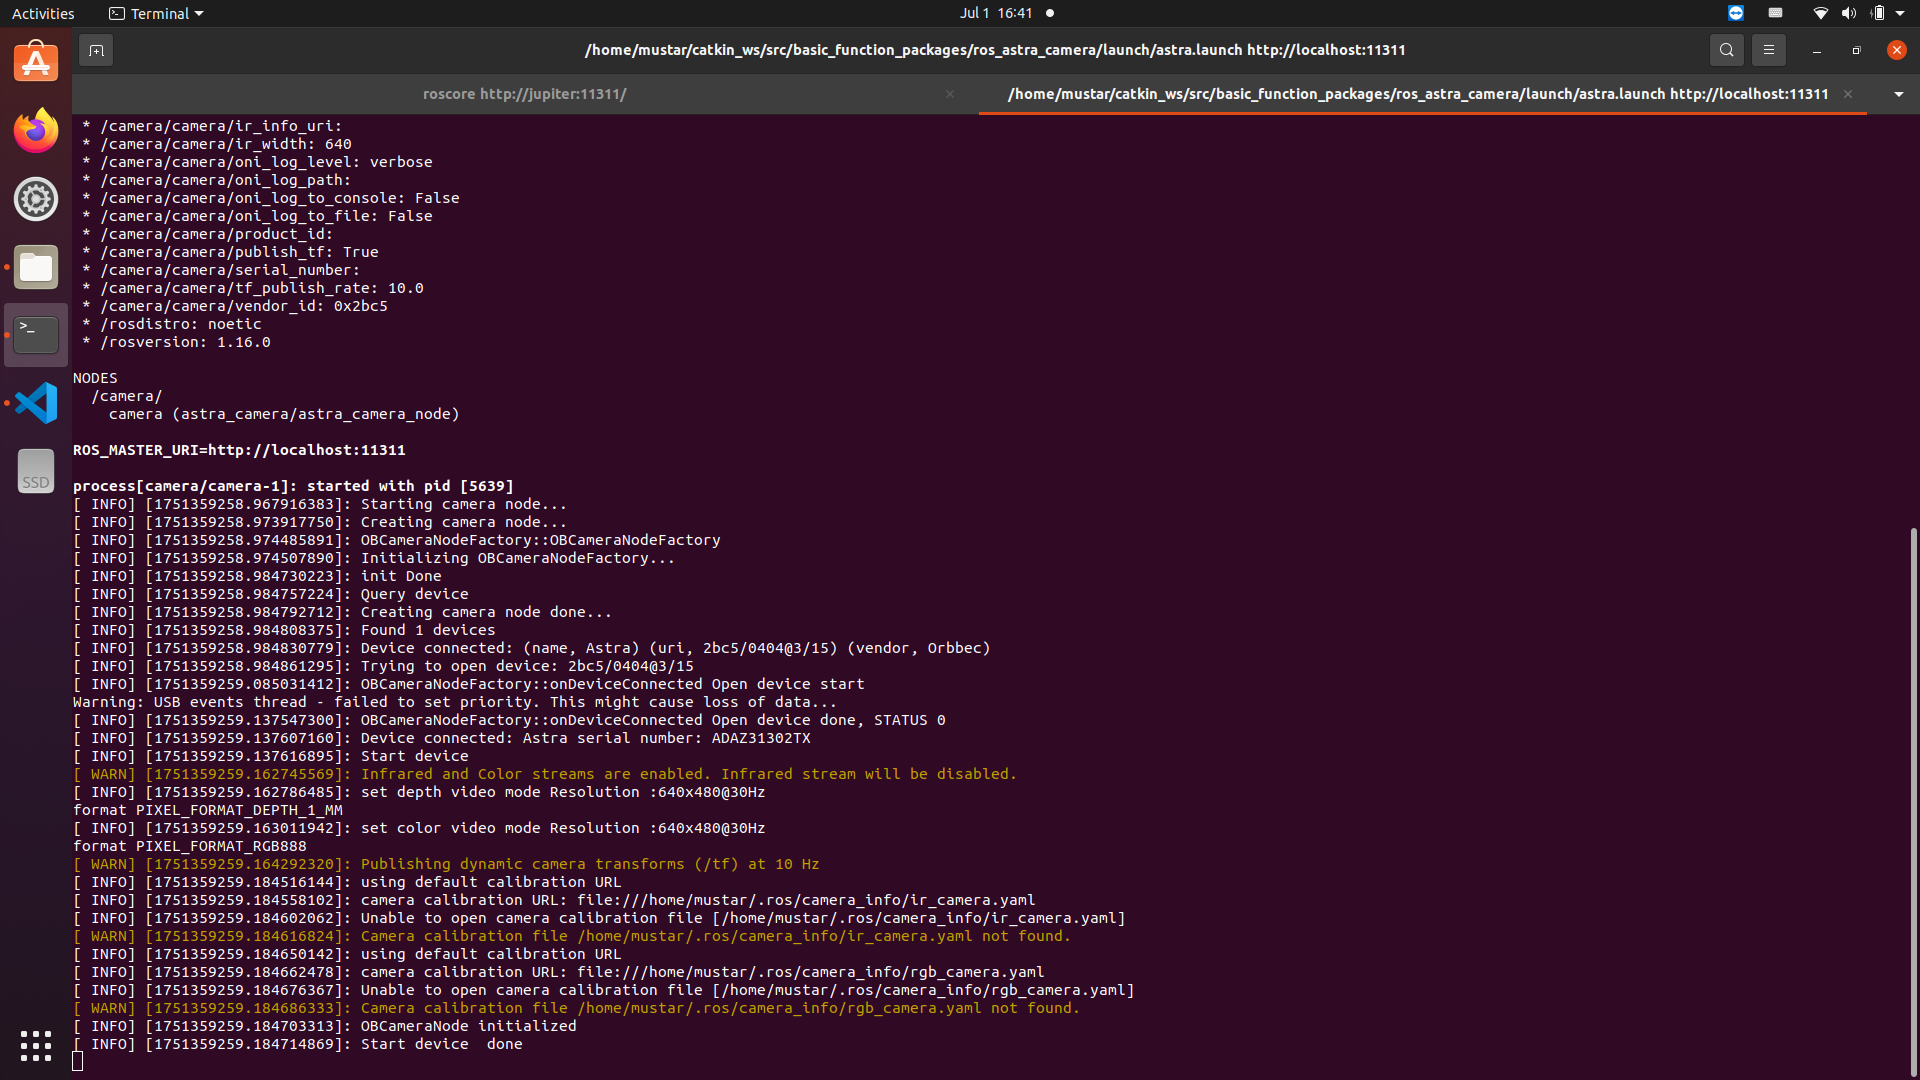 Activities
Terminal
Jul 1 16:41
/home/mustar/catkin_ws/src/basic_function_packages/ros_astra_camera/launch/astra.launch http://localhost:11311
roscore http://jupiter:11311/
/home/mustar/catkin_ws/src/basic_function_packages/ros_astra_camera/launch/astra.launch http://localhost:11311
* /camera/camera/ir_info_uri:
* /camera/camera/ir_width: 640
* /camera/camera/oni_log_level: verbose
* /camera/camera/oni_log_path:
* /camera/camera/oni_log_to_console: False
* /camera/camera/oni_log_to_file: False
* /camera/camera/product_id:
* /camera/camera/publish_tf: True
* /camera/camera/serial_number:
* /camera/camera/tf_publish_rate: 10.0
* /camera/camera/vendor_id: 0x2bc5
* /rosdistro: noetic
* /rosversion: 1.16.0
NODES
/camera/
camera (astra_camera/astra_camera_node)
ROS_MASTER_URI=http://localhost:11311
process[camera/camera-1]: started with pid [5639]
[ INFO] [1751359258.967916383]: Starting camera node...
[ INFO] [1751359258.973917750]: Creating camera node...
[ INFO] [1751359258.974485891]: OBCameraNodeFactory::OBCameraNodeFactory
[ INFO] [1751359258.974507890]: Initializing OBCameraNodeFactory...
[ INFO] [1751359258.984730223]: init Done
[ INFO] [1751359258.984757224]: Query device
[ INFO] [1751359258.984792712]: Creating camera node done...
[ INFO] [1751359258.984808375]: Found 1 devices
[ INFO] [1751359258.984830779]: Device connected: (name, Astra) (uri, 2bc5/0404@3/15) (vendor, Orbbec)
[ INFO] [1751359258.984861295]: Trying to open device: 2bc5/0404@3/15
[ INFO] [1751359259.085031412]: OBCameraNodeFactory::onDeviceConnected Open device start
Warning: USB events thread - failed to set priority. This might cause loss of data...
[ INFO] [1751359259.137547300]: OBCameraNodeFactory::onDeviceConnected Open device done, STATUS 0
[ INFO] [1751359259.137607160]: Device connected: Astra serial number: ADAZ31302TX
[ INFO] [1751359259.137616895]: Start device
[ WARN] [1751359259.162745569]: Infrared and Color streams are enabled. Infrared stream will be disabled.
[ INFO] [1751359259.162786485]: set depth video mode Resolution :640x480@30Hz
format PIXEL_FORMAT_DEPTH_1_MM
[ INFO] [1751359259.163011942]: set color video mode Resolution :640x480@30Hz
format PIXEL_FORMAT_RGB888
[ WARN] [1751359259.164292320]: Publishing dynamic camera transforms (/tf) at 10 Hz
[ INFO] [1751359259.184516144]: using default calibration URL
[ INFO] [1751359259.184558102]: camera calibration URL: file:///home/mustar/.ros/camera_info/ir_camera.yaml
[ INFO] [1751359259.184602062]: Unable to open camera calibration file [/home/mustar/.ros/camera_info/ir_camera.yaml]
[ WARN] [1751359259.184616824]: Camera calibration file /home/mustar/.ros/camera_info/ir_camera.yaml not found.
[ INFO] [1751359259.184650142]: using default calibration URL
[ INFO] [1751359259.184662478]: camera calibration URL: file:///home/mustar/.ros/camera_info/rgb_camera.yaml
[ INFO] [1751359259.184676367]: Unable to open camera calibration file [/home/mustar/.ros/camera_info/rgb_camera.yaml]
[ WARN] [1751359259.184686333]: Camera calibration file /home/mustar/.ros/camera_info/rgb_camera.yaml not found.
[ INFO] [1751359259.184703313]: OBCameraNode initialized
[ INFO] [1751359259.184714869]: Start device  done
SSD